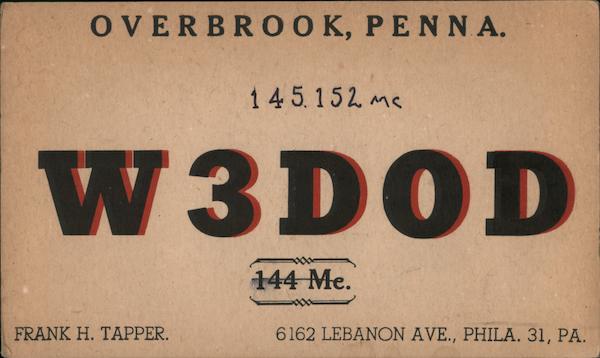 OVERBROOK, PENNA.
145.152 mc
W3DOD
144 Mc.
FRANK H. TAPPER.
6162 LEBANON AVE., PHILA. 31, PA.